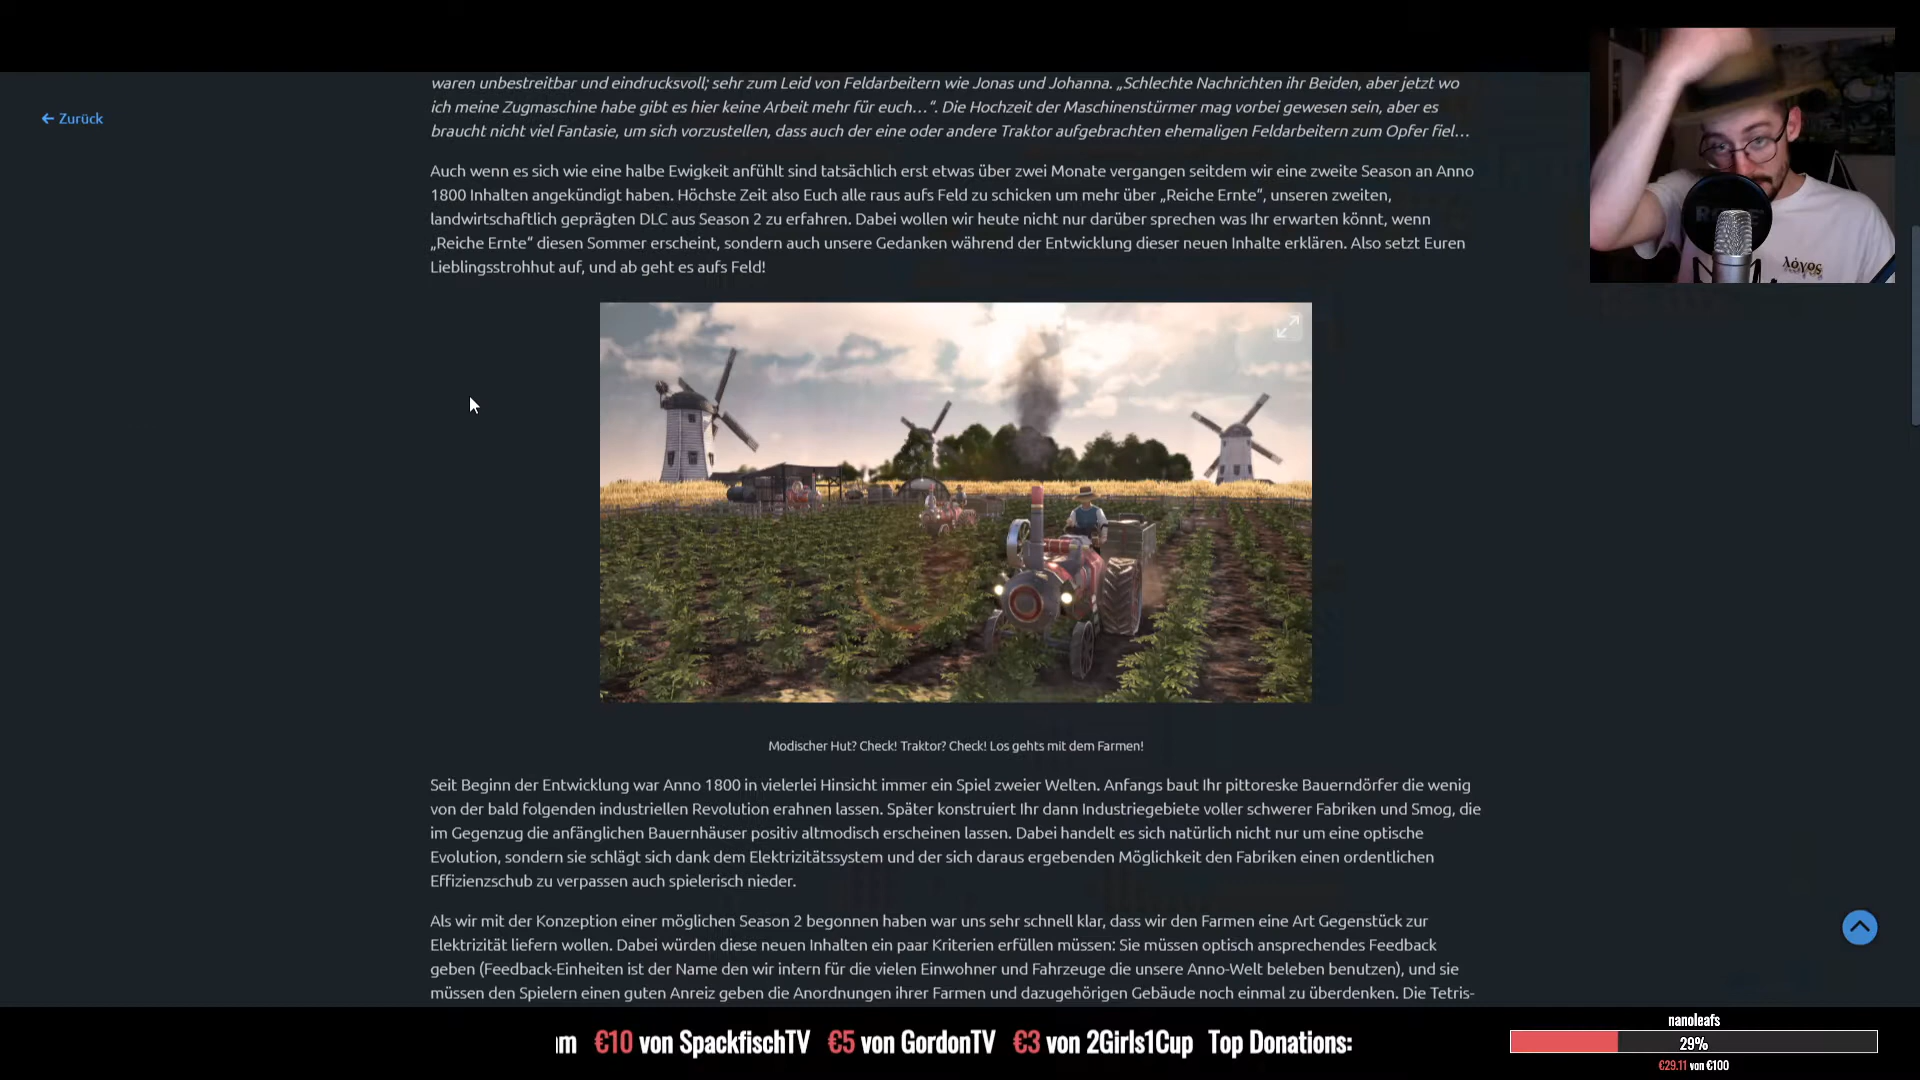 waren unbestreitbar und eindrucksvoll; sehr zum Leid von Feldarbeitern wie Jonas und Johanna. „Schlechte Nachrichten ihr Beiden, aber jetzt wo
ich meine Zugmaschine habe gibt es hier keine Arbeit mehr für euch…“. Die Hochzeit der Maschinenstürmer mag vorbei gewesen sein, aber es
braucht nicht viel Fantasie, um sich vorzustellen, dass auch der eine oder andere Traktor aufgebrachten ehemaligen Feldarbeitern zum Opfer fiel…
← Zurück
Auch wenn es sich wie eine halbe Ewigkeit anfühlt sind tatsächlich erst etwas über zwei Monate vergangen seitdem wir eine zweite Season an Anno
1800 Inhalten angekündigt haben. Höchste Zeit also Euch alle raus aufs Feld zu schicken um mehr über „Reiche Ernte“, unseren zweiten,
landwirtschaftlich geprägten DLC aus Season 2 zu erfahren. Dabei wollen wir heute nicht nur darüber sprechen was Ihr erwarten könnt, wenn
„Reiche Ernte“ diesen Sommer erscheint, sondern auch unsere Gedanken während der Entwicklung dieser neuen Inhalte erklären. Also setzt Euren
Lieblingsstrohhut auf, und ab geht es aufs Feld!
λόγος
Modischer Hut? Check! Traktor? Check! Los gehts mit dem Farmen!
Seit Beginn der Entwicklung war Anno 1800 in vielerlei Hinsicht immer ein Spiel zweier Welten. Anfangs baut Ihr pittoreske Bauerndörfer die wenig
von der bald folgenden industriellen Revolution erahnen lassen. Später konstruiert Ihr dann Industriegebiete voller schwerer Fabriken und Smog, die
im Gegenzug die anfänglichen Bauernhäuser positiv altmodisch erscheinen lassen. Dabei handelt es sich natürlich nicht nur um eine optische
Evolution, sondern sie schlägt sich dank dem Elektrizitätssystem und der sich daraus ergebenden Möglichkeit den Fabriken einen ordentlichen
Effizienzschub zu verpassen auch spielerisch nieder.
Als wir mit der Konzeption einer möglichen Season 2 begonnen haben war uns sehr schnell klar, dass wir den Farmen eine Art Gegenstück zur
Elektrizität liefern wollen. Dabei würden diese neuen Inhalten ein paar Kriterien erfüllen müssen: Sie müssen optisch ansprechendes Feedback
geben (Feedback-Einheiten ist der Name den wir intern für die vielen Einwohner und Fahrzeuge die unsere Anno-Welt beleben benutzen), und sie
müssen den Spielern einen guten Anreiz geben die Anordnungen ihrer Farmen und dazugehörigen Gebäude noch einmal zu überdenken. Die Tetris-
€10 von SpackfischTV €5 von GordonTV €3 von 2Girls1Cup Top Donations:
nanoleafs
29%
€29.11 von €100